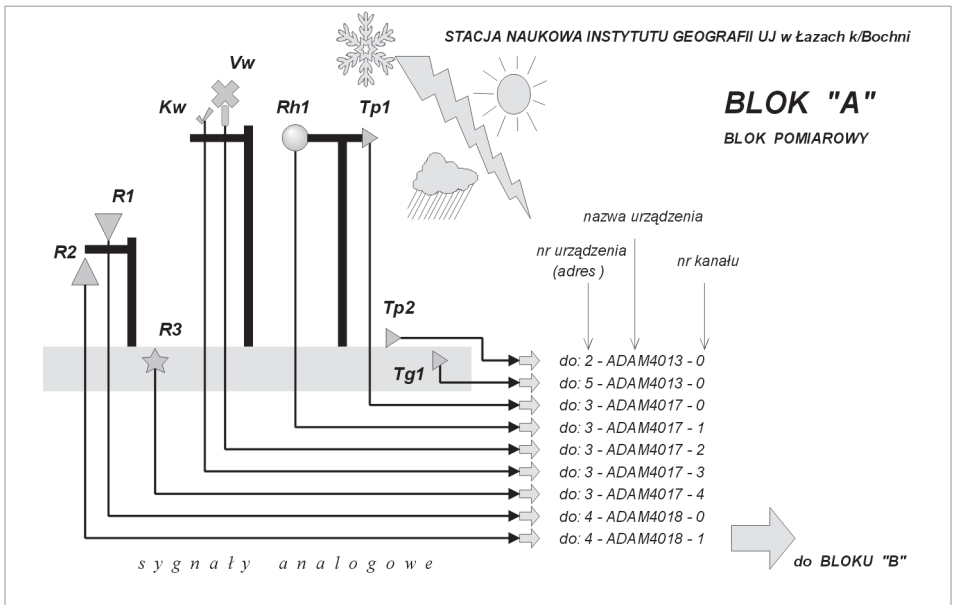 STACJA NAUKOWA INSTYTUTU GEOGRAFII UJ w Łazach k/Bochni
BLOK "A"
BLOK POMIAROWY
Vw
Kw
Rh1
Tp1
R1
R2
R3
Tp2
Tg1
nazwa urządzenia
nr urządzenia
(adres )
nr kanału
do: 2 - ADAM4013 - 0
do: 5 - ADAM4013 - 0
do: 3 - ADAM4017 - 0
do: 3 - ADAM4017 - 1
do: 3 - ADAM4017 - 2
do: 3 - ADAM4017 - 3
do: 3 - ADAM4017 - 4
do: 4 - ADAM4018 - 0
do: 4 - ADAM4018 - 1
sygnały analogowe
do BLOKU "B"